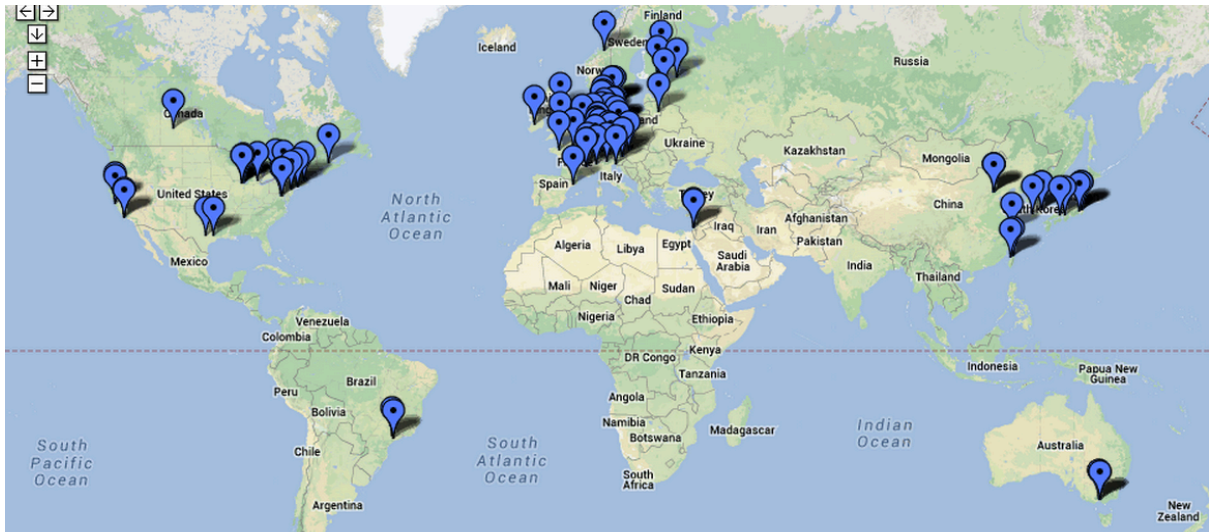 Finland
Iceland
Russia
Norw
Canada
Ukraine
Kazakhstan
Mongolia
Italy
United States
Spain
North
Atlantic
Ocean
China
Afghanistan
Iraq
Iran
Algeria
Libya
Egypt
Pakistan
Saudi
Arabia
Mexico
India
Mali
Niger
Sudan
Thailand
Chad
Nigeria
Ethiopia
Venezuela
Colombia
DR Congo
Kenya
Indonesia
Papua New
Guinea
Tanzania
Brazil
Peru
Angola
Bolivia
Namibia
Madagascar
Botswana
Indian
Ocean
South
Pacific
Ocean
Chile
South
Atlantic
Ocean
Australia
South
Africa
Argentina
New
Zealand